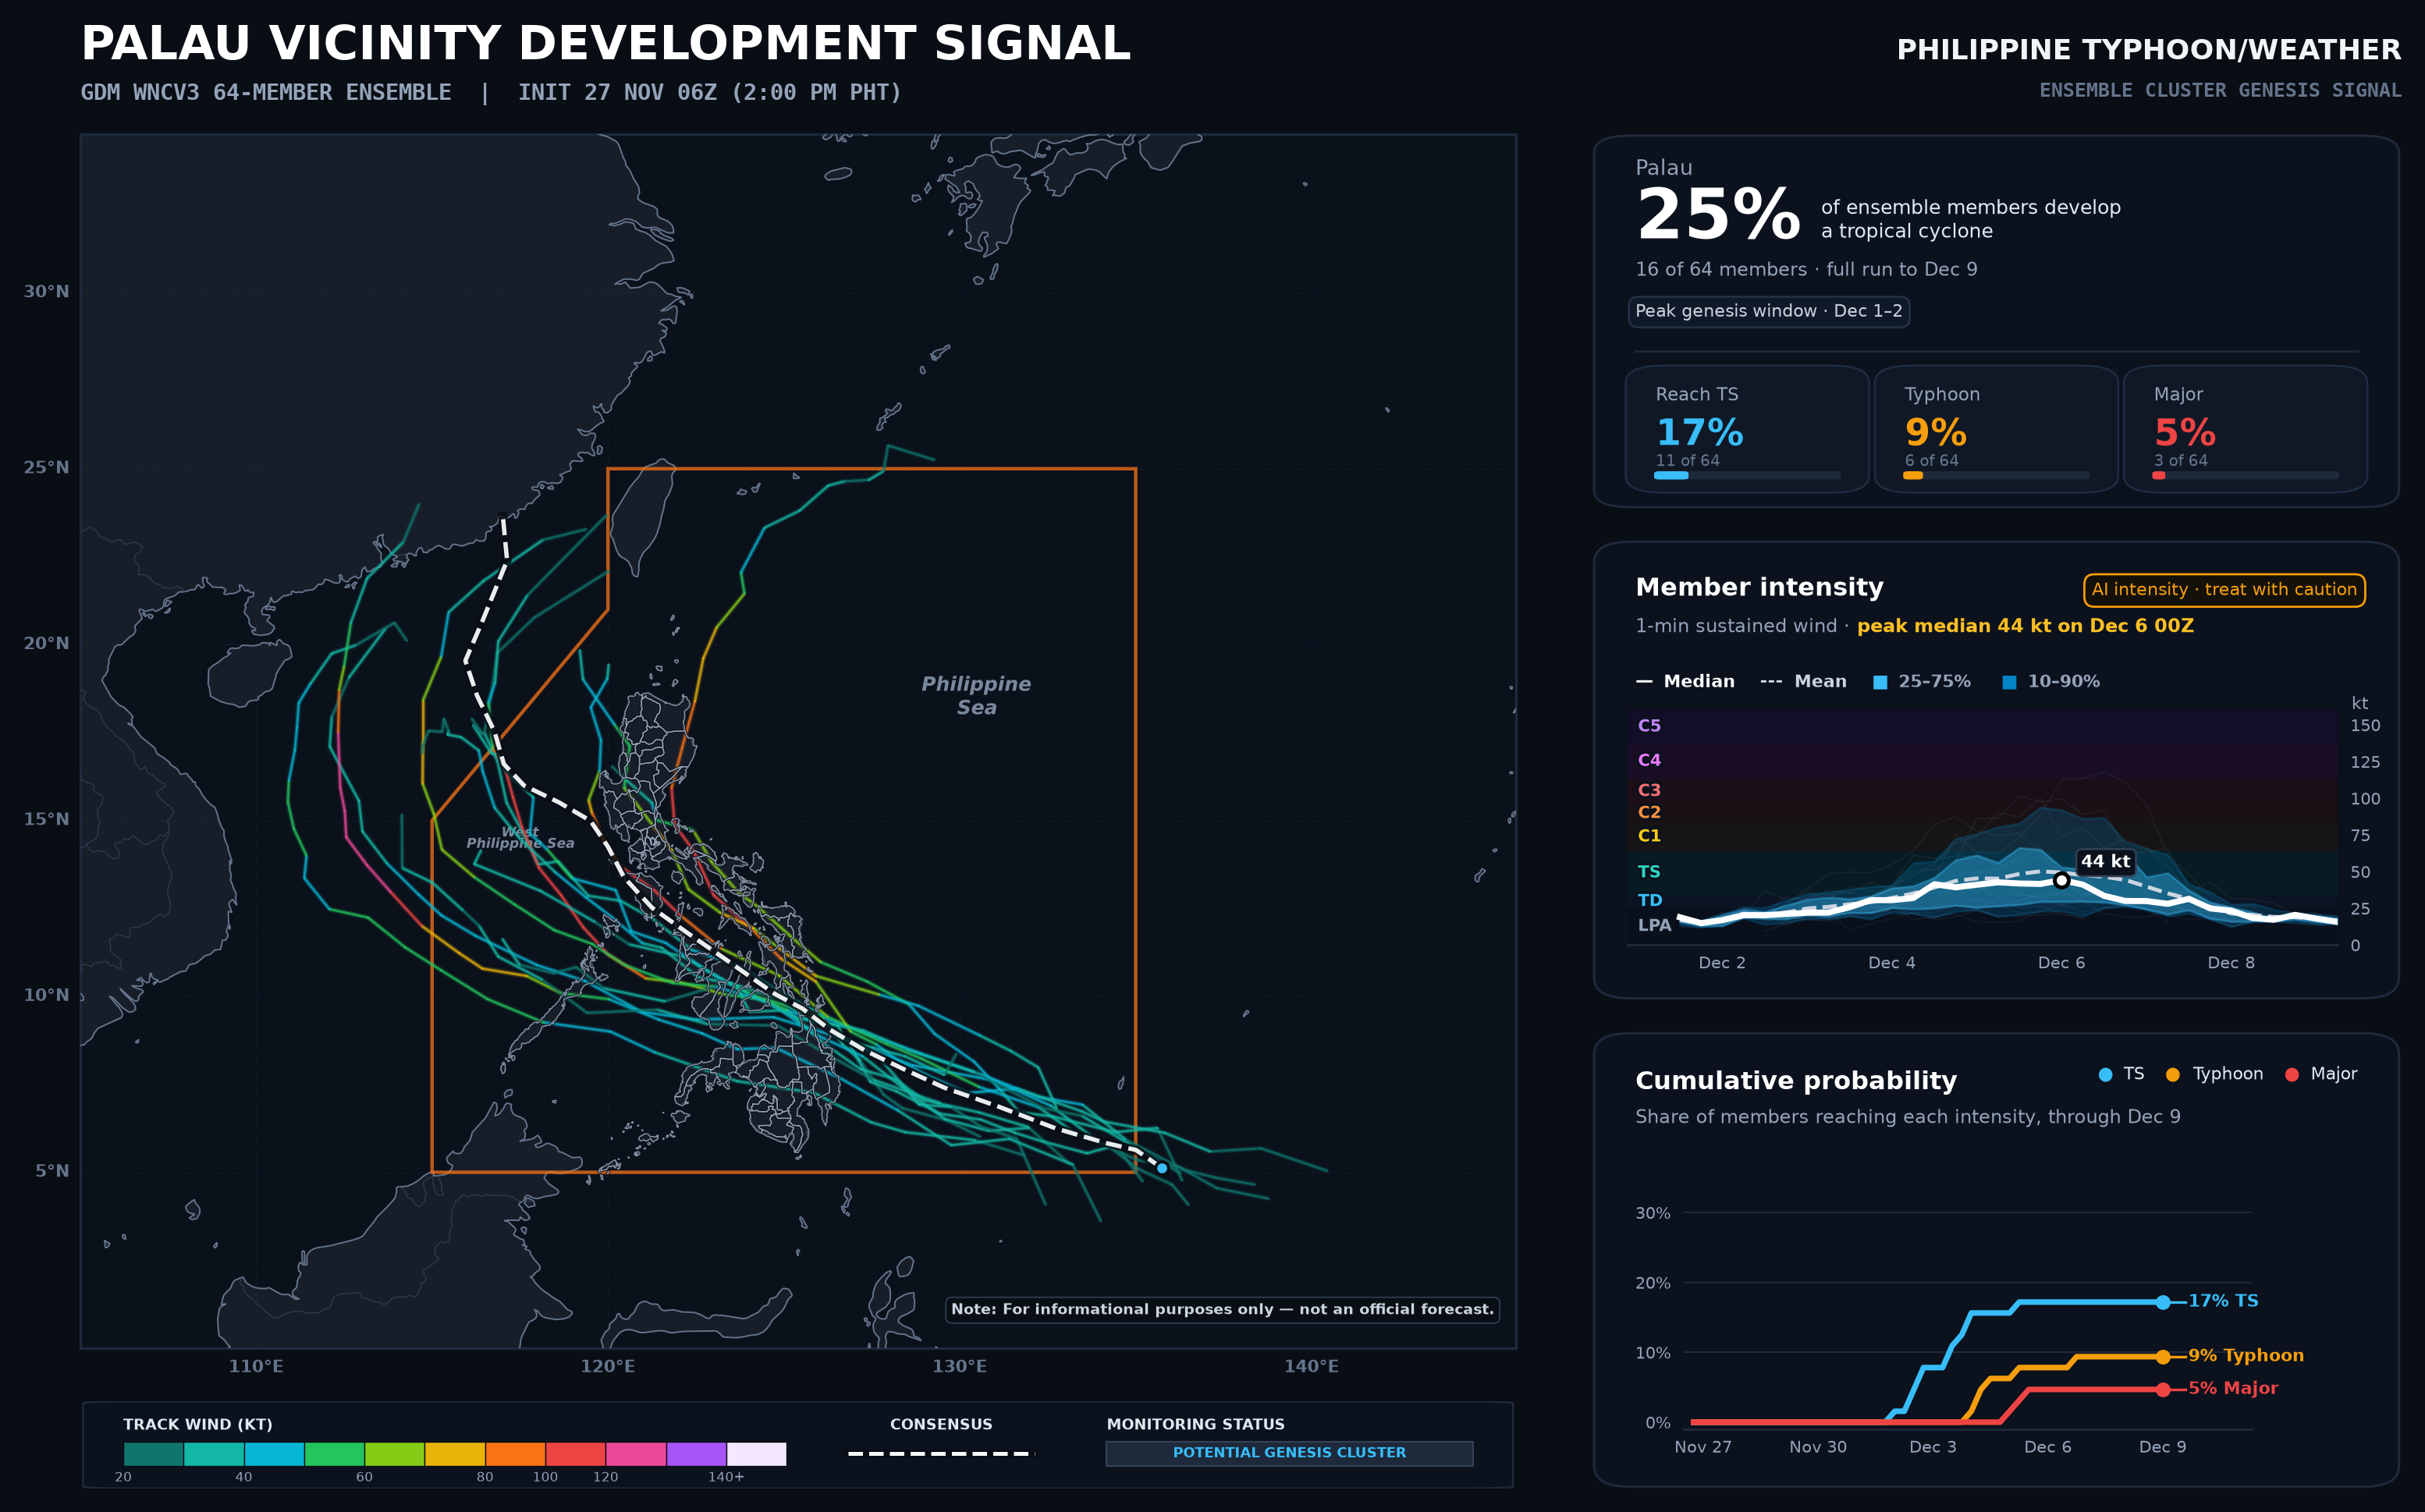 PALAU VICINITY DEVELOPMENT SIGNAL
GDM WNCV3 64-MEMBER ENSEMBLE | INIT 27 NOV 06Z (2:00 PM PHT)
PHILIPPINE TYPHOON/WEATHER
ENSEMBLE CLUSTER GENESIS SIGNAL
30°N
25°N
20°N
15°N
10°N
5°N
110°E
120°E
130°E
140°E
Philippine
Sea
West
Philippine Sea
Note: For informational purposes only — not an official forecast.
TRACK WIND (KT)
20
40
60
80
100
120
140+
CONSENSUS
MONITORING STATUS
POTENTIAL GENESIS CLUSTER
Palau
25%
of ensemble members develop
a tropical cyclone
16 of 64 members · full run to Dec 9
Peak genesis window · Dec 1–2
Reach TS
17%
11 of 64
Typhoon
9%
6 of 64
Major
5%
3 of 64
Member intensity
AI intensity · treat with caution
1-min sustained wind · peak median 44 kt on Dec 6 00Z
Median
Mean
25–75%
10–90%
kt
150
125
100
75
50
25
0
C5
C4
C3
C2
C1
TS
TD
LPA
44 kt
Dec 2
Dec 4
Dec 6
Dec 8
Cumulative probability
TS
Typhoon
Major
Share of members reaching each intensity, through Dec 9
30%
20%
10%
0%
17% TS
9% Typhoon
5% Major
Nov 27
Nov 30
Dec 3
Dec 6
Dec 9